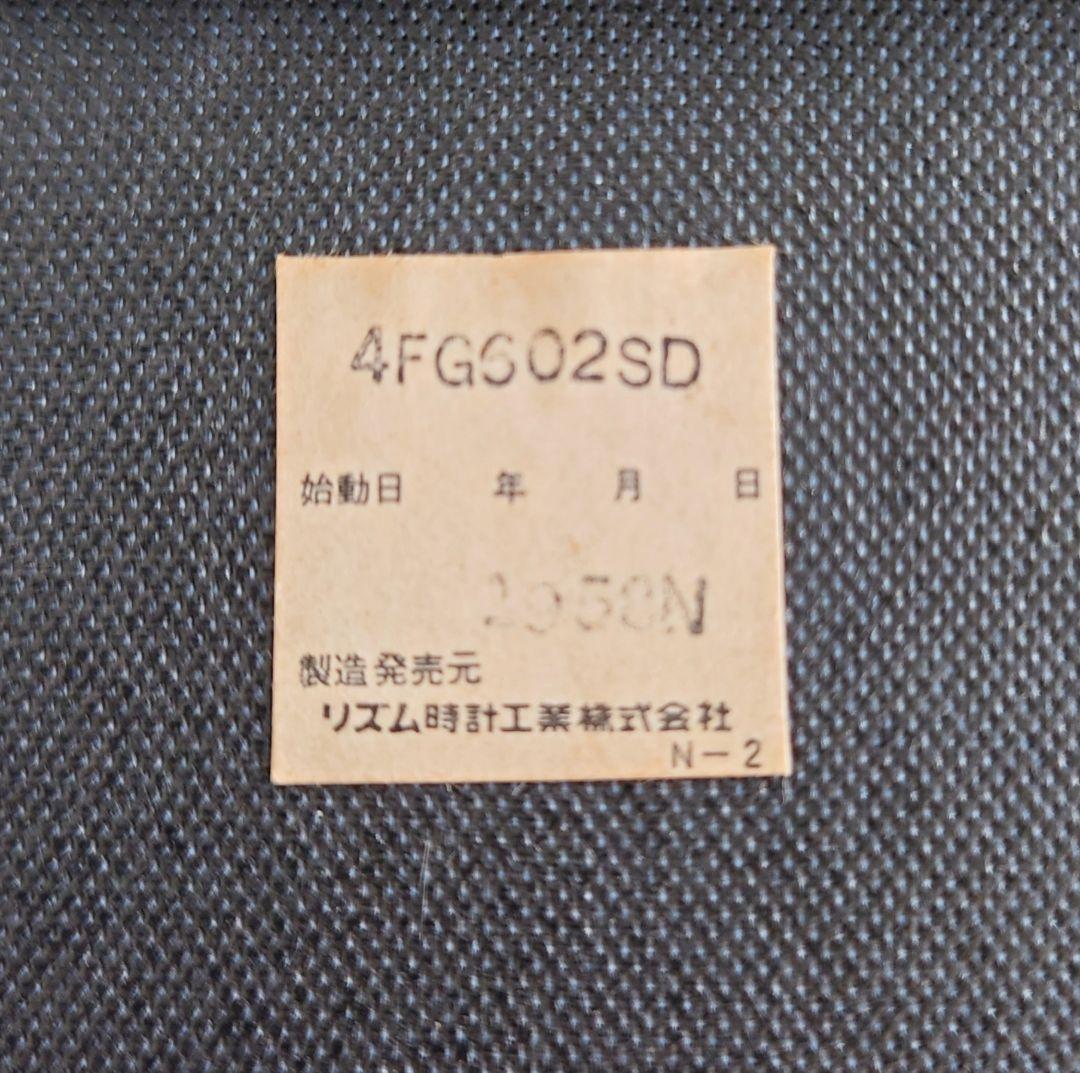 4FG602SD
始動日 年 月 日
製造発売元
リズム時計工業株式会社
N-2